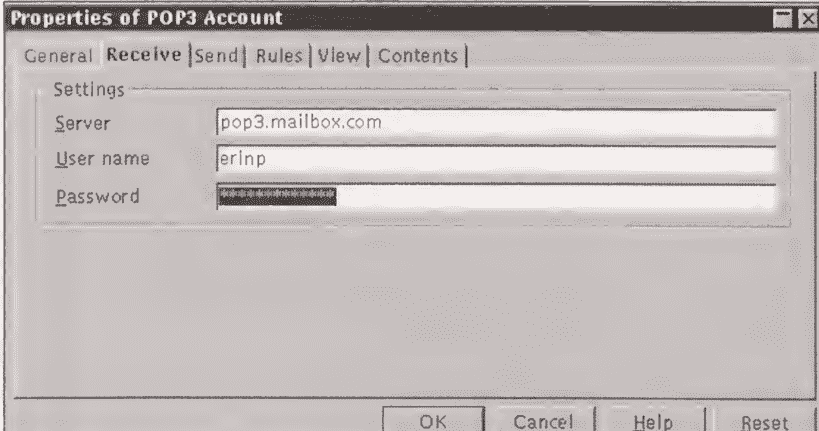 Properties of POP3 Account
General Receive Send Rules View Contents
Settings
Server pop3.mailbox.com
User name erinp
Password **************
OK Cancel Help Reset